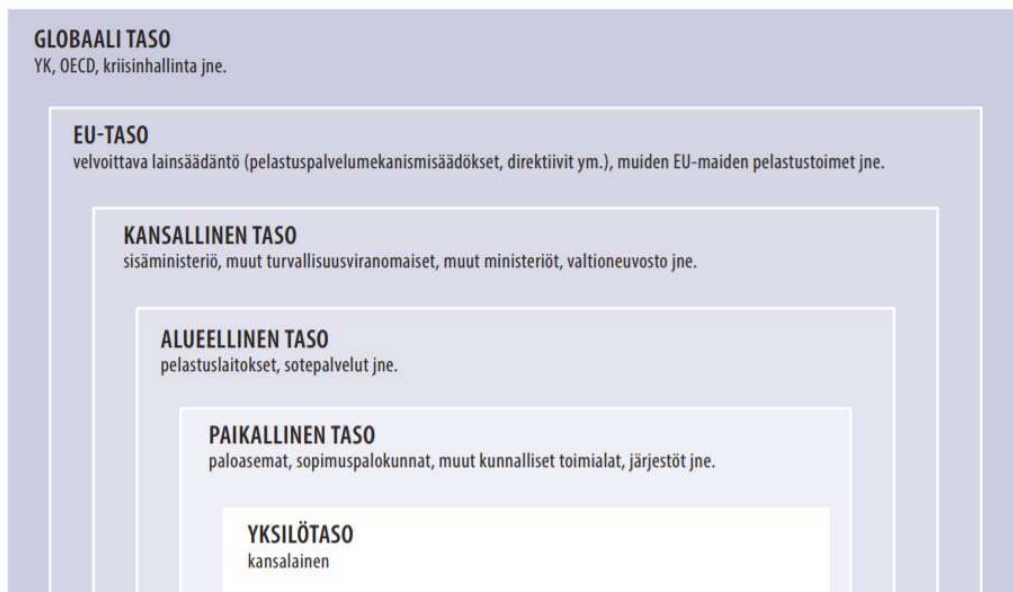 GLOBAALI TASO
YK, OECD, kriisinhallinta jne.
EU-TASO
velvoittava lainsäädäntö (pelastuspalvelumekanismisäädökset, direktiivit ym.), muiden EU-maiden pelastustoimet jne.
KANSALLINEN TASO
sisäministeriö, muut turvallisuusviranomaiset, muut ministeriöt, valtioneuvosto jne.
ALUEELLINEN TASO
pelastuslaitokset, sotepalvelut jne.
PAIKALLINEN TASO
paloasemat, sopimuspalokunnat, muut kunnalliset toimialat, järjestöt jne.
YKSILÖTASO
kansalainen